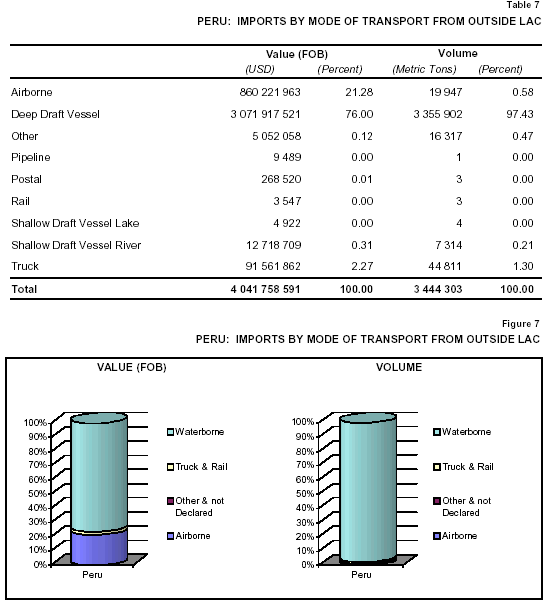 Table 7
PERU: IMPORTS BY MODE OF TRANSPORT FROM OUTSIDE LAC
Value (FOB) Volume
(USD) (Percent) (Metric Tons) (Percent)
Airborne 860 221 963 21.28 19 947 0.58
Deep Draft Vessel 3 071 917 521 76.00 3 355 902 97.43
Other 5 052 058 0.12 16 317 0.47
Pipeline 9 489 0.00 1 0.00
Postal 268 520 0.01 3 0.00
Rail 3 547 0.00 3 0.00
Shallow Draft Vessel Lake 4 922 0.00 4 0.00
Shallow Draft Vessel River 12 718 709 0.31 7 314 0.21
Truck 91 561 862 2.27 44 811 1.30
Total 4 041 758 591 100.00 3 444 303 100.00
Figure 7
PERU: IMPORTS BY MODE OF TRANSPORT FROM OUTSIDE LAC
VALUE (FOB)
100%
90%
80%
70%
60%
50%
40%
30%
20%
10%
0%
Peru
Waterborne
Truck & Rail
Other & not
Declared
Airborne
VOLUME
100%
90%
80%
70%
60%
50%
40%
30%
20%
10%
0%
Peru
Waterborne
Truck & Rail
Other & not
Declared
Airborne